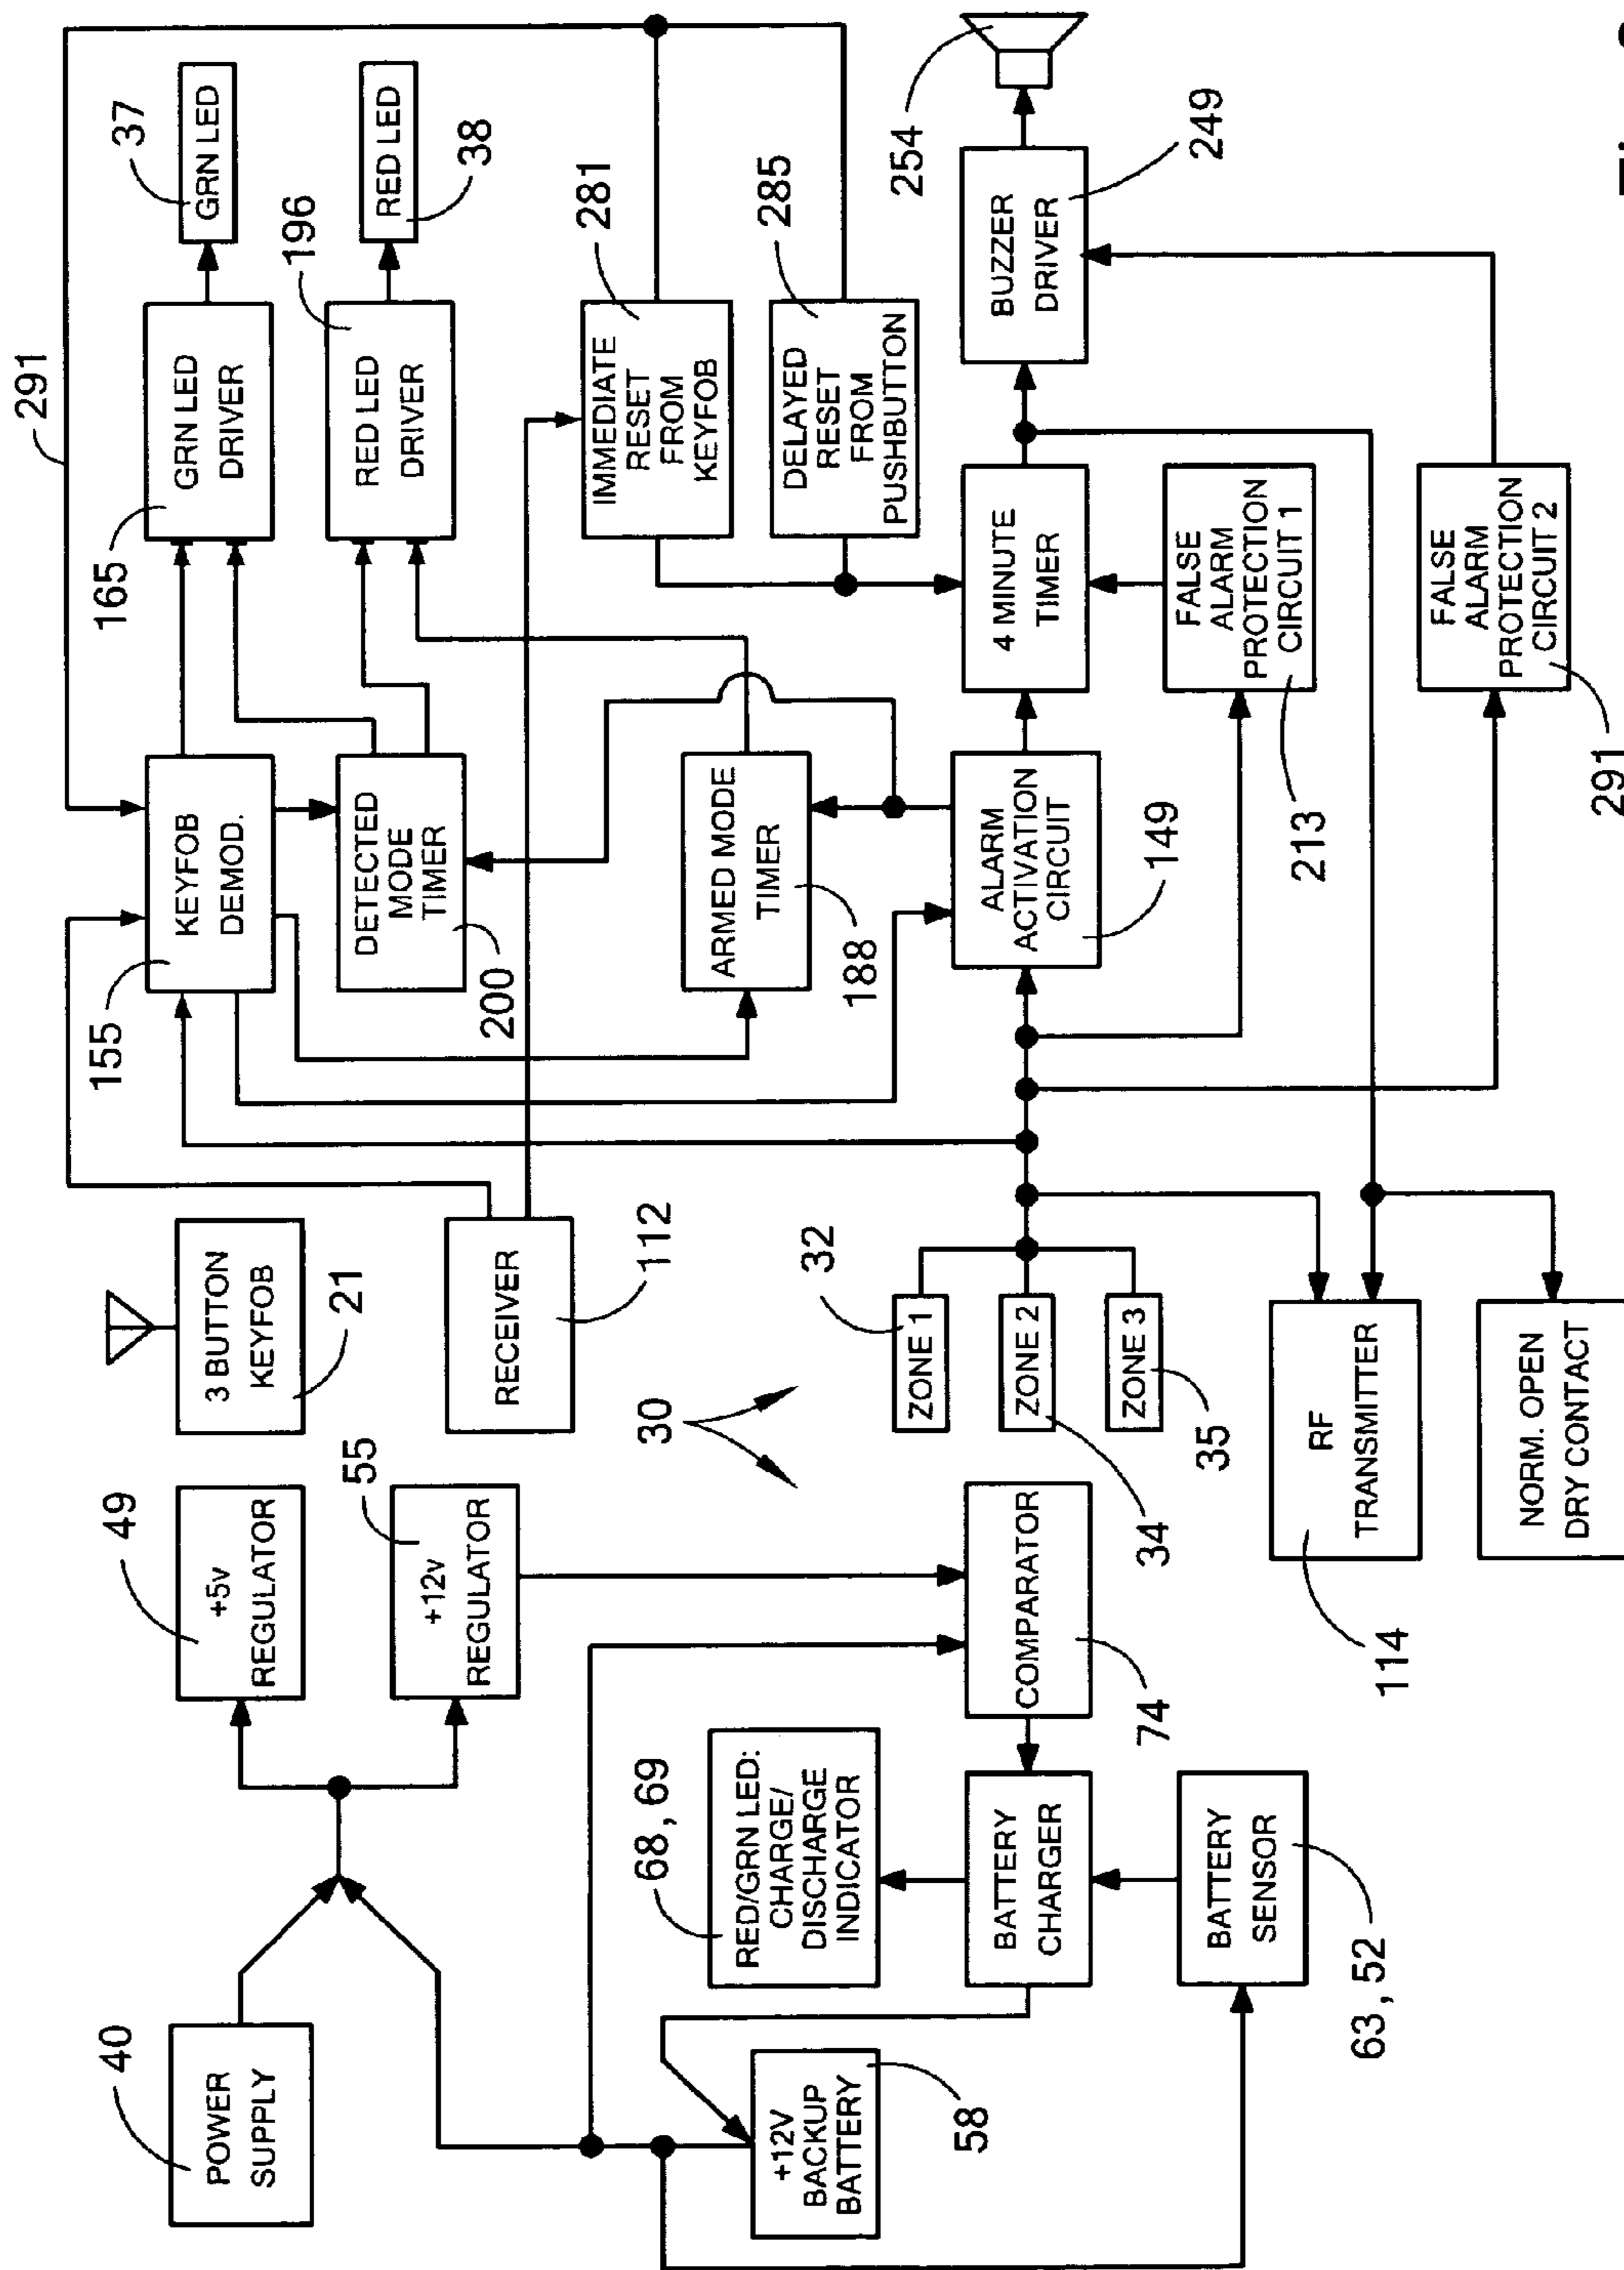 291
37
GRN LED
165
GRN LED
DRIVER
196
RED LED
DRIVER
RED LED
38
155
KEYFOB
DEMOD.
DETECTED
MODE
TIMER
200
281
IMMEDIATE
RESET
FROM
KEYFOB
285
DELAYED
RESET
FROM
PUSHBUTTON
254
BUZZER
DRIVER
249
ARMED MODE
TIMER
188
ALARM
ACTIVATION
CIRCUIT
149
4 MINUTE
TIMER
FALSE
ALARM
PROTECTION
CIRCUIT 1
213
FALSE
ALARM
PROTECTION
CIRCUIT 2
291
3 BUTTON
KEYFOB
21
RECEIVER
112
30
32
ZONE 1
ZONE 2
34
ZONE 3
35
RF
TRANSMITTER
114
NORM. OPEN
DRY CONTACT
40
POWER
SUPPLY
49
+5v
REGULATOR
55
+12v
REGULATOR
COMPARATOR
74
68, 69
RED/GRN LED:
CHARGE/
DISCHARGE
INDICATOR
BATTERY
CHARGER
BATTERY
SENSOR
63, 52
+12V
BACKUP
BATTERY
58